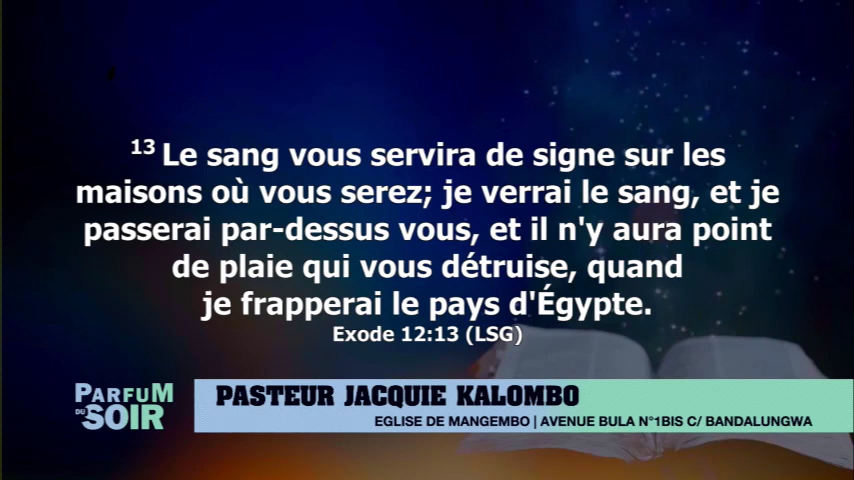 13 Le sang vous servira de signe sur les
maisons où vous serez; je verrai le sang, et je
passerai par-dessus vous, et il n'y aura point
de plaie qui vous détruise, quand
je frapperai le pays d'Égypte.
Exode 12:13 (LSG)
PARFUM
DU SOIR
PASTEUR JACQUIE KALOMBO
EGLISE DE MANGEMBO | AVENUE BULA N°1BIS C/ BANDALUNGWA